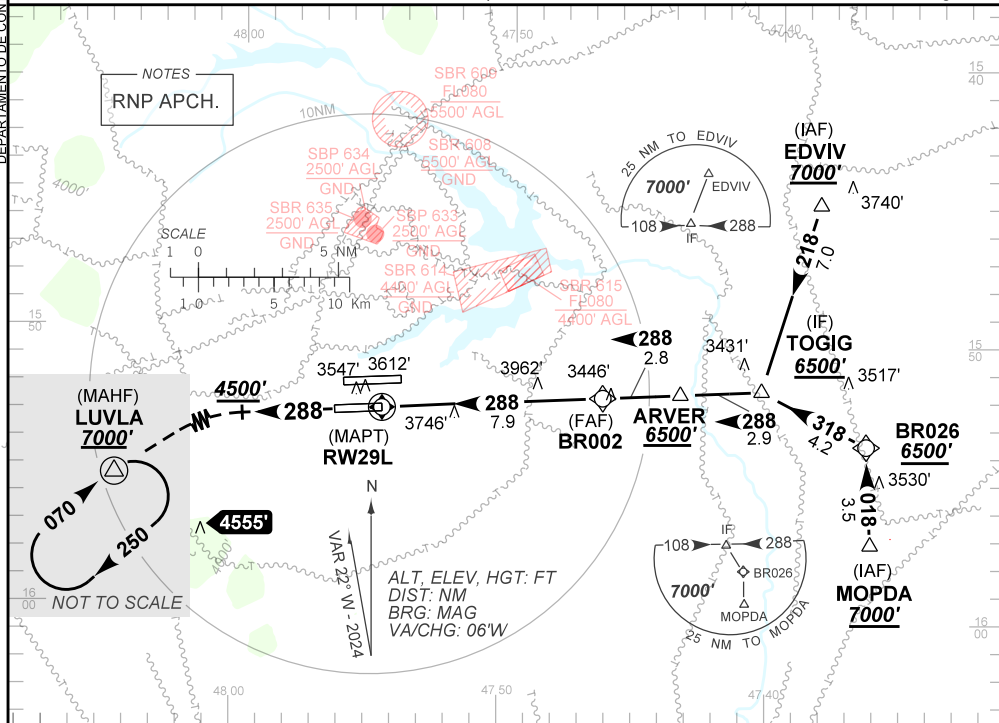 DEPARTAMENTO DE CON
48 00
47 50
47 40
15 40
NOTES
RNP APCH.
10NM
SBR 600
FL080
5500' AGL
SBR 608
5500' AGL
GND
SBP 634
2500' AGL
GND
SBR 635
2500' AGL
GND
SBP 633
2500' AGL
GND
SBR 614
4400' AGL
GND
SBR 615
FL080
4400' AGL
4000'
SCALE
1 0 5 NM
1 0 5 10 Km
25 NM TO EDVIV
7000'
EDVIV
108
288
IF
(IAF)
EDVIV
7000'
3740'
218
7.0
(IF)
TOGIG
6500'
15 50
15 50
288
2.8
3431'
3517'
3547'
3612'
3962'
3446'
(MAHF)
LUVLA
7000'
4500'
288
3746'
288
7.9
(MAPT)
RW29L
(FAF)
BR002
ARVER
6500'
288
2.9
318
4.2
BR026
6500'
3530'
018
3.5
(IAF)
MOPDA
7000'
070
250
NOT TO SCALE
4555'
4000'
N
VAR 22° W - 2024
ALT, ELEV, HGT: FT
DIST: NM
BRG: MAG
VA/CHG: 06'W
IF
108
288
7000'
BR026
MOPDA
25 NM TO MOPDA
16 00
16 00
48 00
47 50
47 40